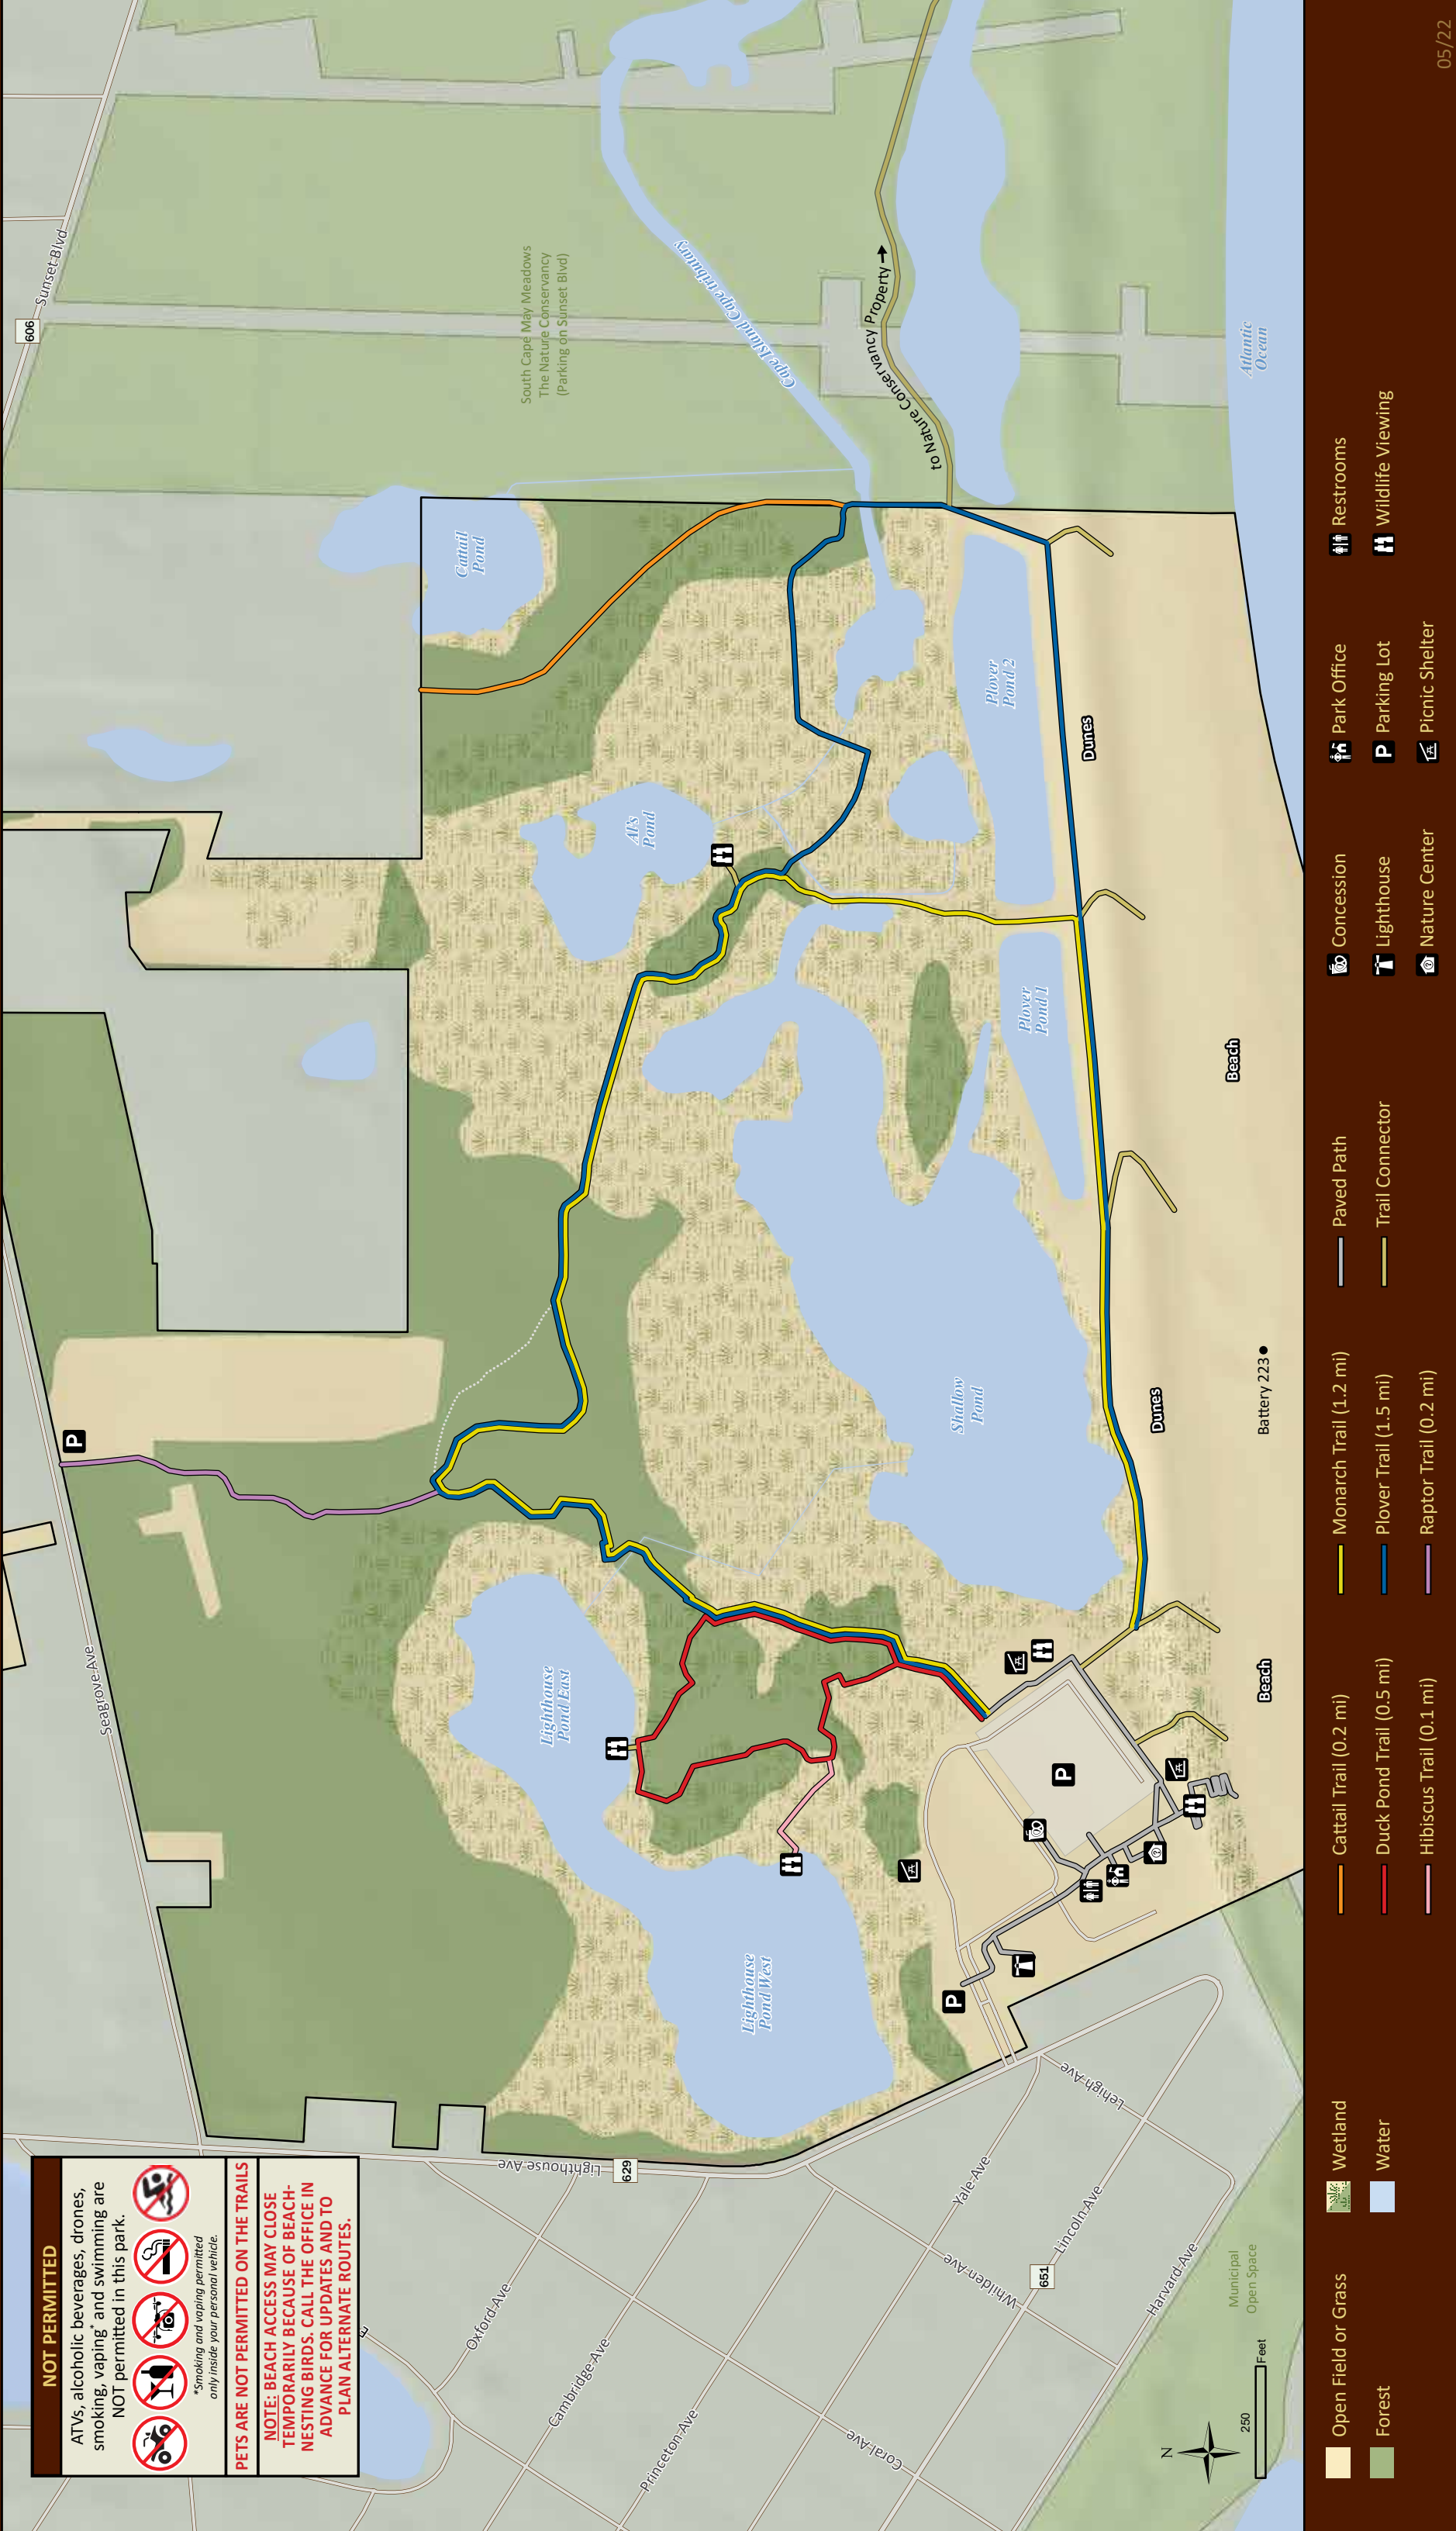 NOT PERMITTED
ATVs, alcoholic beverages, drones,
smoking, vaping* and swimming are
NOT permitted in this park.
*Smoking and vaping permitted
only inside your personal vehicle.
PETS ARE NOT PERMITTED ON THE TRAILS
NOTE: BEACH ACCESS MAY CLOSE
TEMPORARILY BECAUSE OF BEACH-
NESTING BIRDS. CALL THE OFFICE IN
ADVANCE FOR UPDATES AND TO
PLAN ALTERNATE ROUTES.
Seagrove Ave
606
Sunset Blvd
P
Lighthouse Ave
629
Oxford Ave
Cambridge Ave
Princeton Ave
Coral Ave
Whilden Ave
Yale Ave
Lincoln Ave
651
Harvard Ave
Lehigh Ave
Municipal
Open Space
Lighthouse
Pond East
Lighthouse
Pond West
P
P
Shallow
Pond
Al's
Pond
Cattail
Pond
Plover
Pond 1
Plover
Pond 2
South Cape May Meadows
The Nature Conservancy
(Parking on Sunset Blvd)
Cape Island Cape tributary
to Nature Conservancy Property
Dunes
Dunes
Beach
Beach
Battery 223
Atlantic
Ocean
N
250
Feet
Open Field or Grass
Forest
Wetland
Water
Cattail Trail (0.2 mi)
Duck Pond Trail (0.5 mi)
Hibiscus Trail (0.1 mi)
Monarch Trail (1.2 mi)
Plover Trail (1.5 mi)
Raptor Trail (0.2 mi)
Paved Path
Trail Connector
Concession
Lighthouse
Nature Center
Park Office
P Parking Lot
Picnic Shelter
Restrooms
Wildlife Viewing
05/22